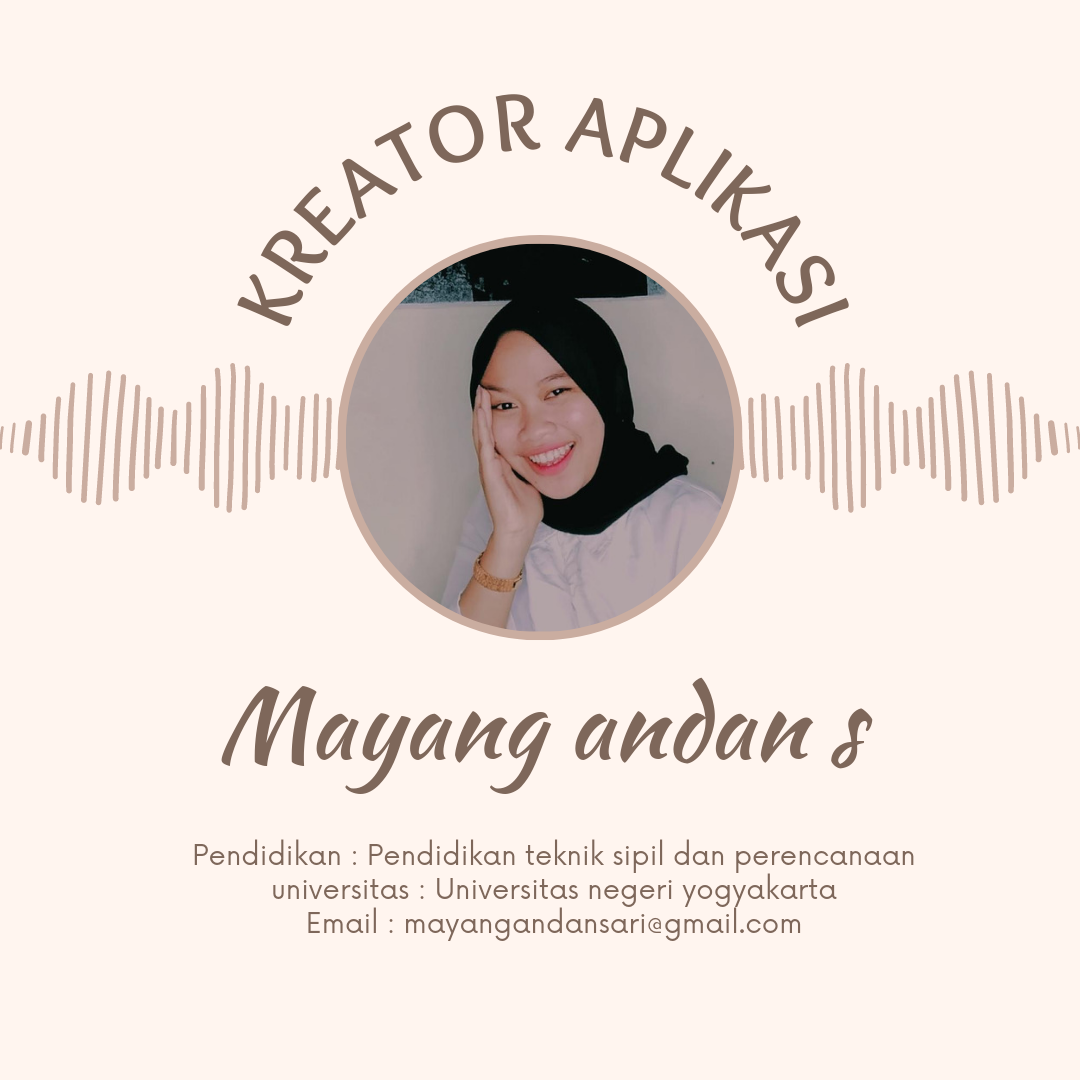 KREATOR APLIKASI
Mayang andan s
Pendidikan : Pendidikan teknik sipil dan perencanaan
universitas : Universitas negeri yogyakarta
Email : mayangandansari@gmail.com